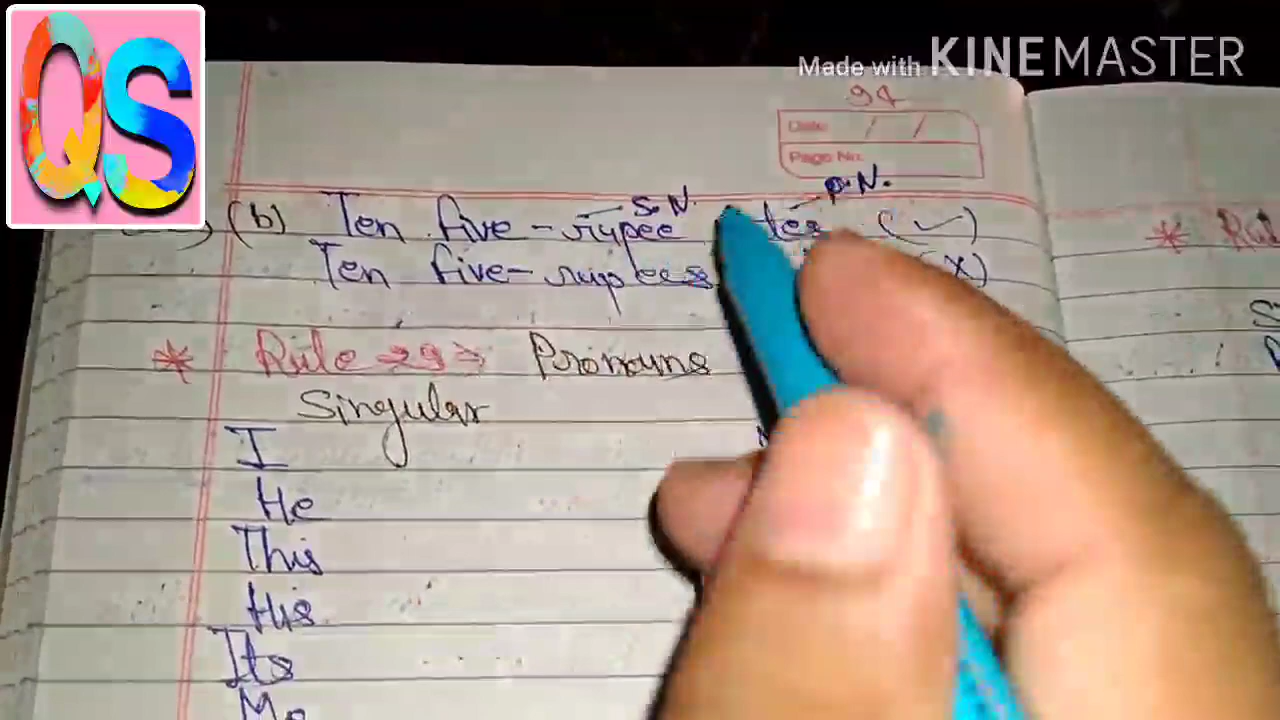 QS
Made with KINEMASTER
94
Date / /
Page No.
S.N. P.N.
(b) Ten five-rupee (✓)
Ten five-rupees (X)
* Rule 29 ⇒ Pronouns
Singular
I
He
This
His
Its
Me